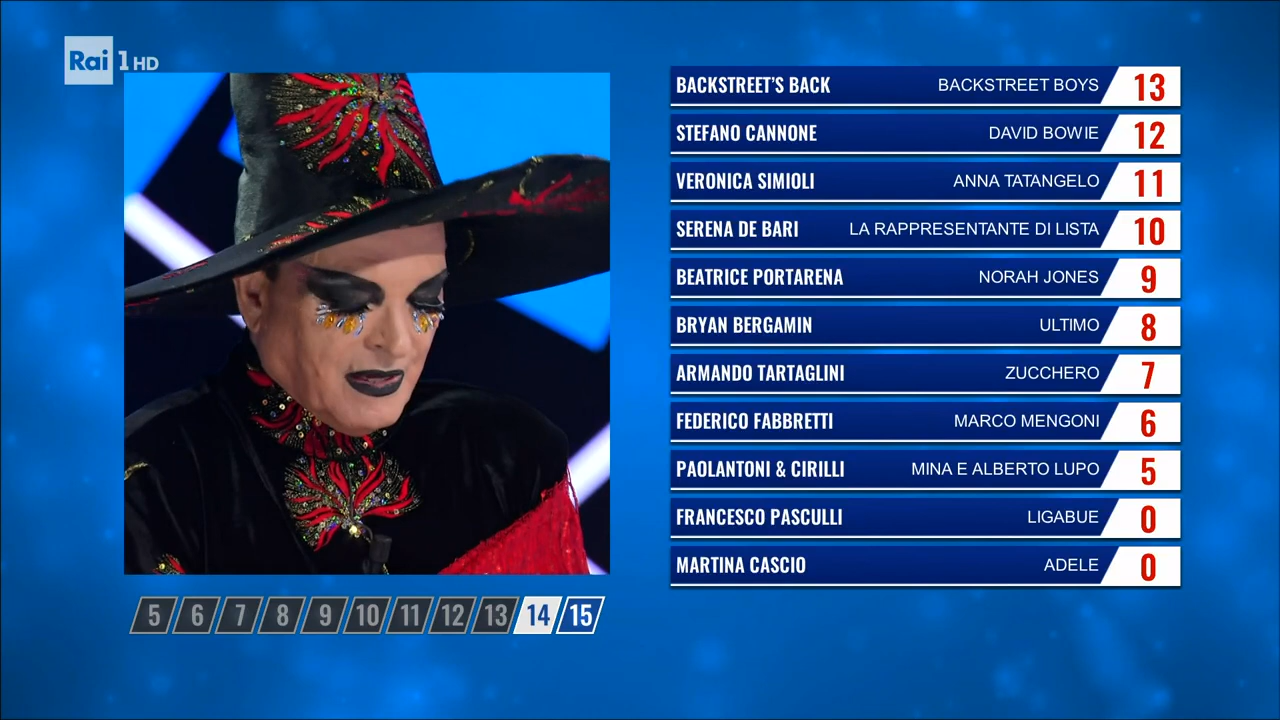 Rai 1 HD
BACKSTREET'S BACK BACKSTREET BOYS 13
STEFANO CANNONE DAVID BOWIE 12
VERONICA SIMIOLI ANNA TATANGELO 11
SERENA DE BARI LA RAPPRESENTANTE DI LISTA 10
BEATRICE PORTARENA NORAH JONES 9
BRYAN BERGAMIN ULTIMO 8
ARMANDO TARTAGLINI ZUCCHERO 7
FEDERICO FABBRETTI MARCO MENGONI 6
PAOLANTONI & CIRILLI MINA E ALBERTO LUPO 5
FRANCESCO PASCULLI LIGABUE 0
MARTINA CASCIO ADELE 0
5 6 7 8 9 10 11 12 13 14 15